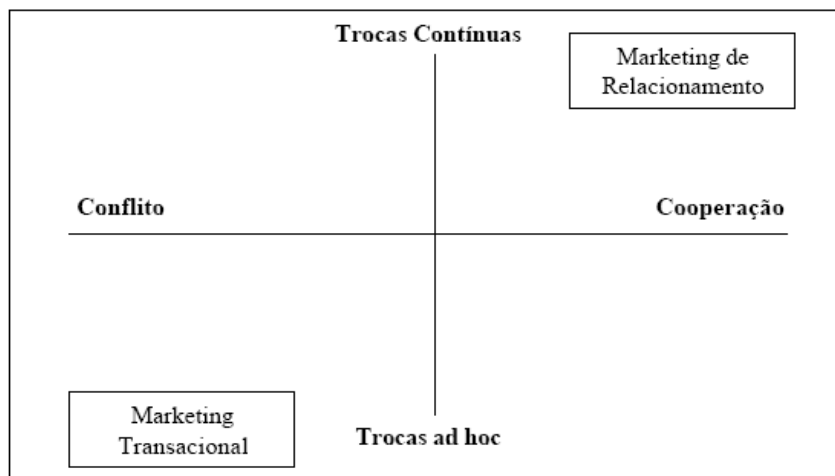 Trocas Contínuas
Marketing de
Relacionamento
Conflito
Cooperação
Marketing
Transacional
Trocas ad hoc